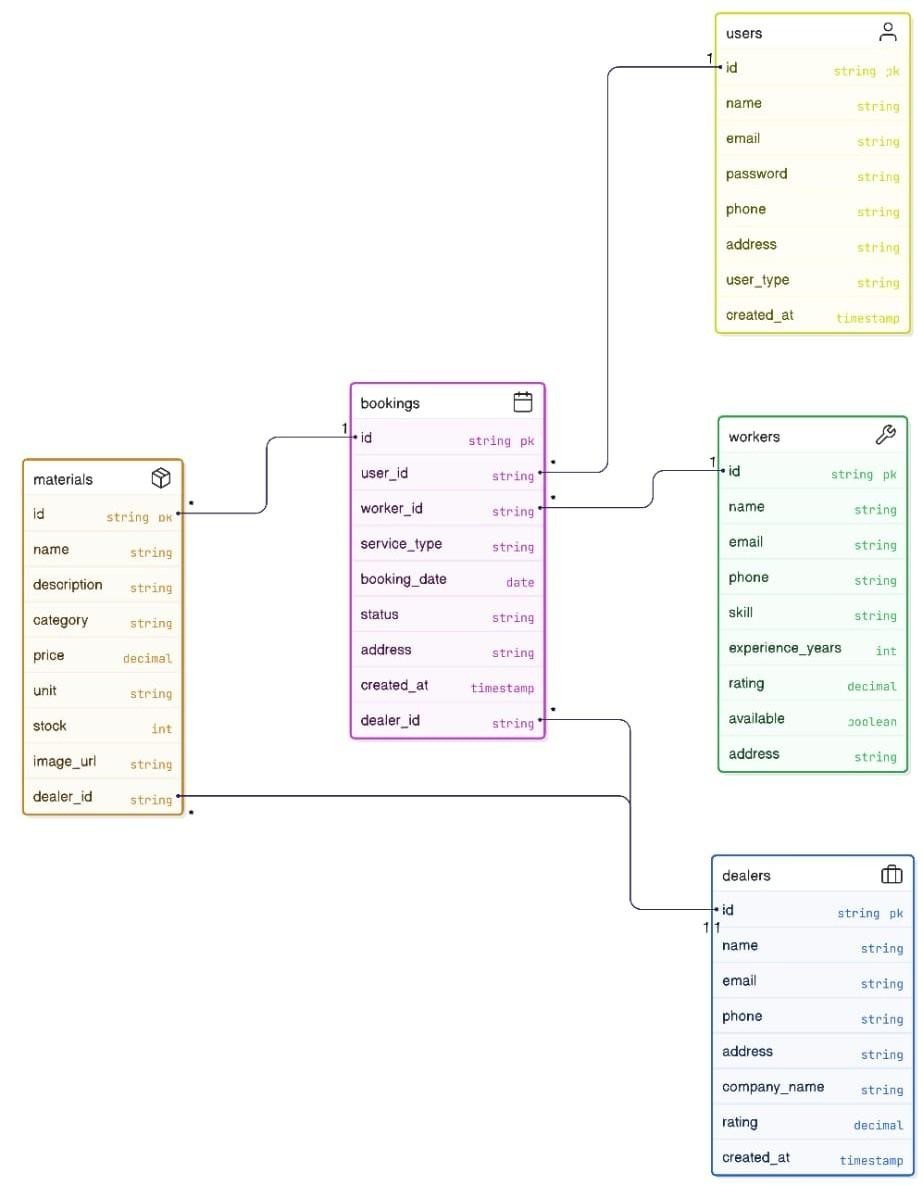 users
1
id string pk
name string
email string
password string
phone string
address string
user_type string
created_at timestamp
bookings
1
id string pk
user_id string *
worker_id string *
service_type string
booking_date date
status string
address string
created_at timestamp
dealer_id string *
workers
1
id string pk
name string
email string
phone string
skill string
experience_years int
rating decimal
available boolean
address string
materials
id string pk *
name string
description string
category string
price decimal
unit string
stock int
image_url string
dealer_id string *
dealers
id string pk
1 1
name string
email string
phone string
address string
company_name string
rating decimal
created_at timestamp